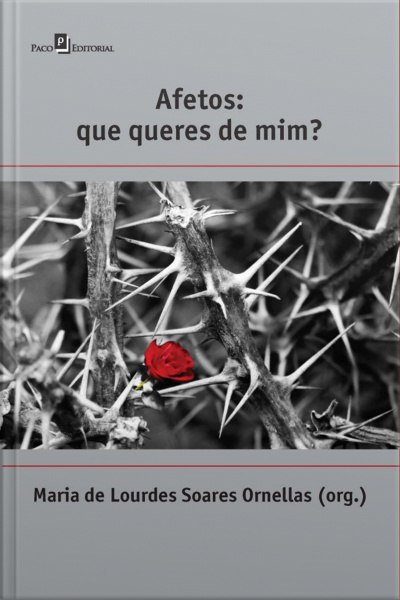 PACO EDITORIAL
Afetos:
que queres de mim?
Maria de Lourdes Soares Ornellas (org.)